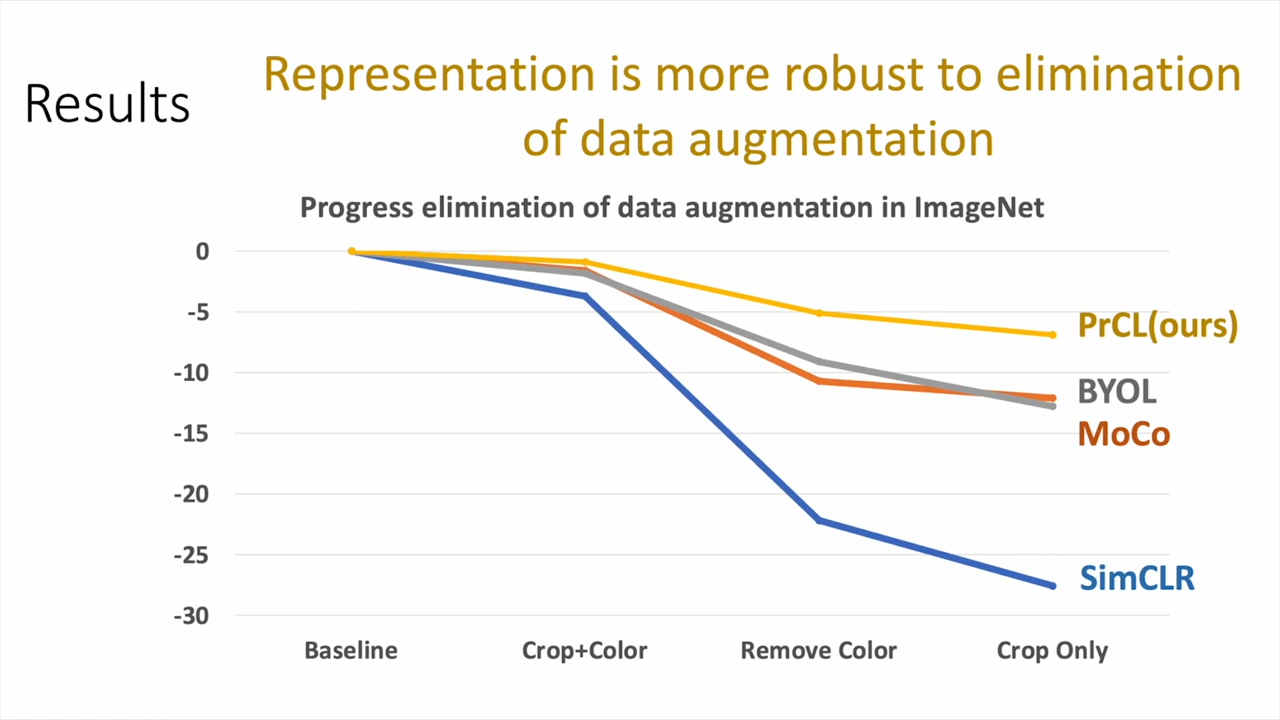 Results
Representation is more robust to elimination
of data augmentation
Progress elimination of data augmentation in ImageNet
0
-5
-10
-15
-20
-25
-30
PrCL(ours)
BYOL
MoCo
SimCLR
Baseline
Crop+Color
Remove Color
Crop Only